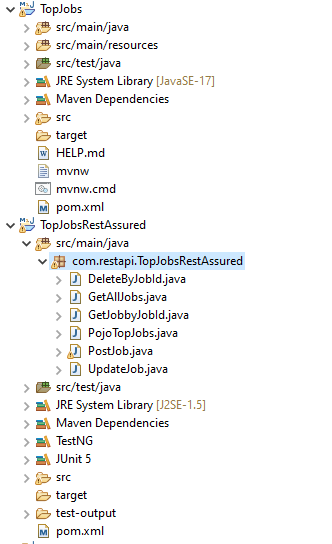 TopJobs
src/main/java
src/main/resources
src/test/java
JRE System Library [JavaSE-17]
Maven Dependencies
src
target
HELP.md
mvnw
mvnw.cmd
pom.xml
TopJobsRestAssured
src/main/java
com.restapi.TopJobsRestAssured
DeleteByJobId.java
GetAllJobs.java
GetJobbyJobId.java
PojoTopJobs.java
PostJob.java
UpdateJob.java
src/test/java
JRE System Library [J2SE-1.5]
Maven Dependencies
TestNG
JUnit 5
src
target
test-output
pom.xml